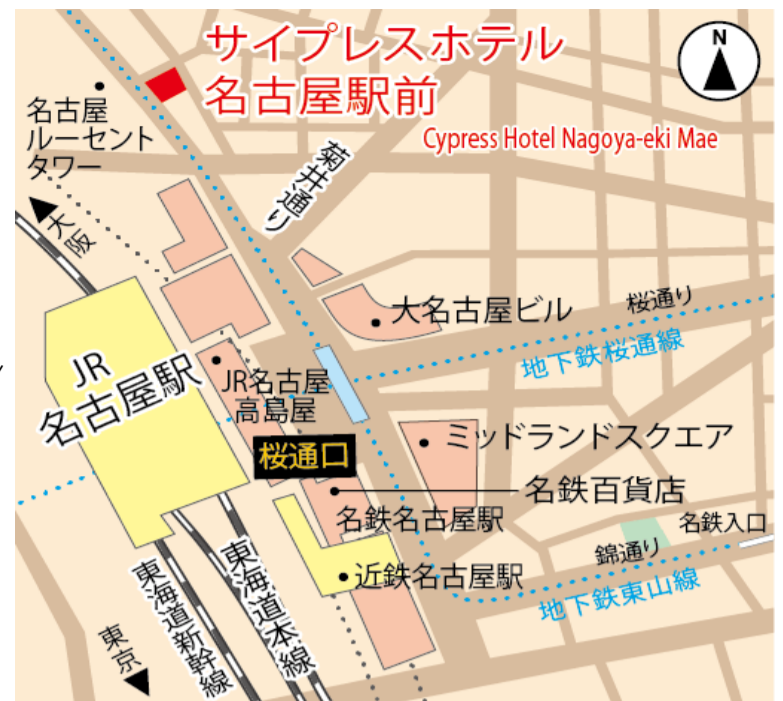 サイプレスホテル
名古屋駅前
Cypress Hotel Nagoya-eki Mae
N
名古屋
ルーセント
タワー
菊井通り
大阪
大名古屋ビル
桜通り
地下鉄桜通線
JR
名古屋駅
JR名古屋
高島屋
桜通口
ミッドランドスクエア
名鉄百貨店
名鉄名古屋駅
名鉄入口
錦通り
近鉄名古屋駅
地下鉄東山線
東海道新幹線
東海道本線
東京